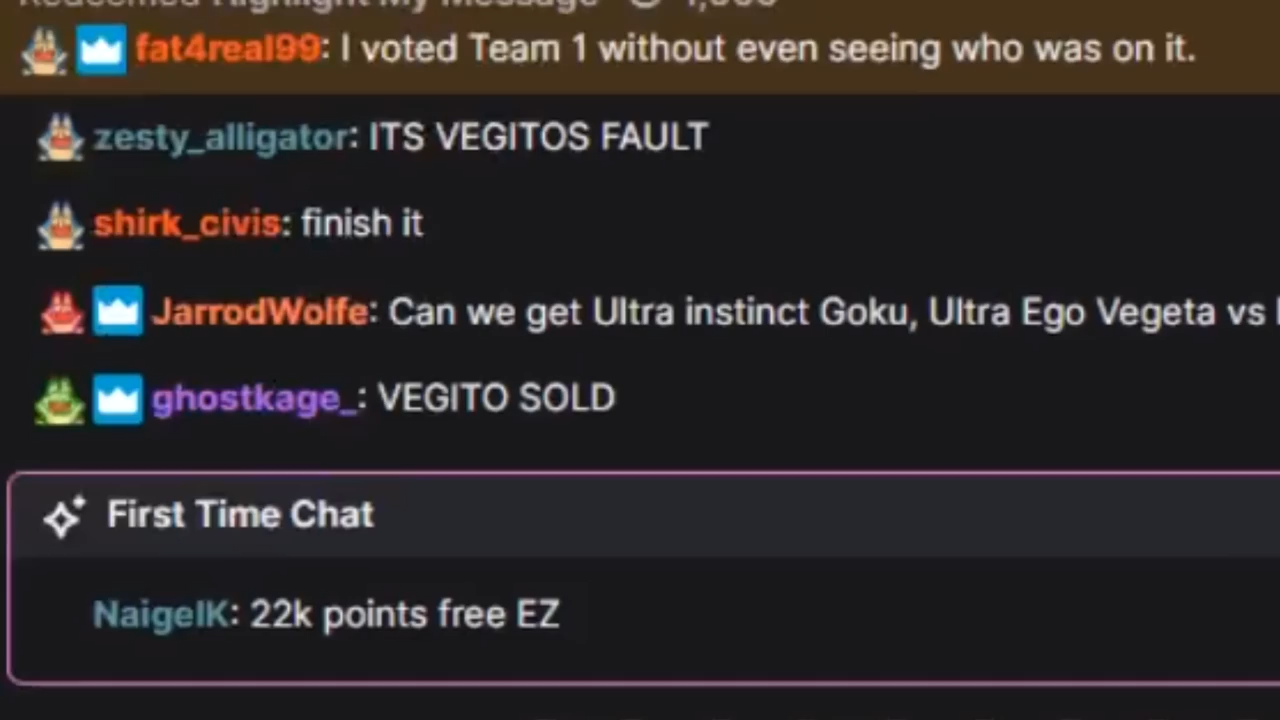 Redeemed Highlight My Message 1,000
fat4real99: I voted Team 1 without even seeing who was on it.
zesty_alligator: ITS VEGITOS FAULT
shirk_civis: finish it
JarrodWolfe: Can we get Ultra instinct Goku, Ultra Ego Vegeta vs
ghostkage_: VEGITO SOLD
First Time Chat
NaigelK: 22k points free EZ